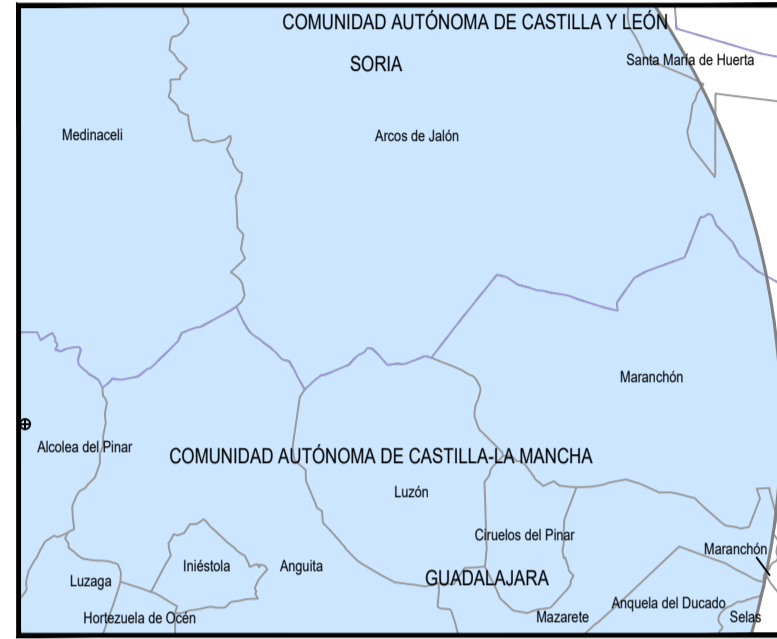 COMUNIDAD AUTÓNOMA DE CASTILLA Y LEÓN
SORIA
Santa María de Huerta
Medinaceli
Arcos de Jalón
Maranchón
Alcolea del Pinar
COMUNIDAD AUTÓNOMA DE CASTILLA-LA MANCHA
Luzón
Ciruelos del Pinar
Maranchón
Iniéstola
Anguita
GUADALAJARA
Luzaga
Anquela del Ducado
Hortezuela de Océn
Mazarete
Selas